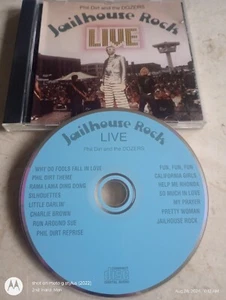 Phil Dirt and the DOZERS
Jailhouse Rock
LIVE
Jailhouse Rock
LIVE
Phil Dirt and the DOZERS
WHY DO FOOLS FALL IN LOVE
PHIL DIRT THEME
RAMA LAMA DING DONG
SILHOUETTES
LITTLE DARLIN'
CHARLIE BROWN
RUN AROUND SUE
PHIL DIRT REPRISE
FUN, FUN, FUN
CALIFORNIA GIRLS
HELP ME RHONDA
SO MUCH IN LOVE
MY PRAYER
PRETTY WOMAN
JAILHOUSE ROCK